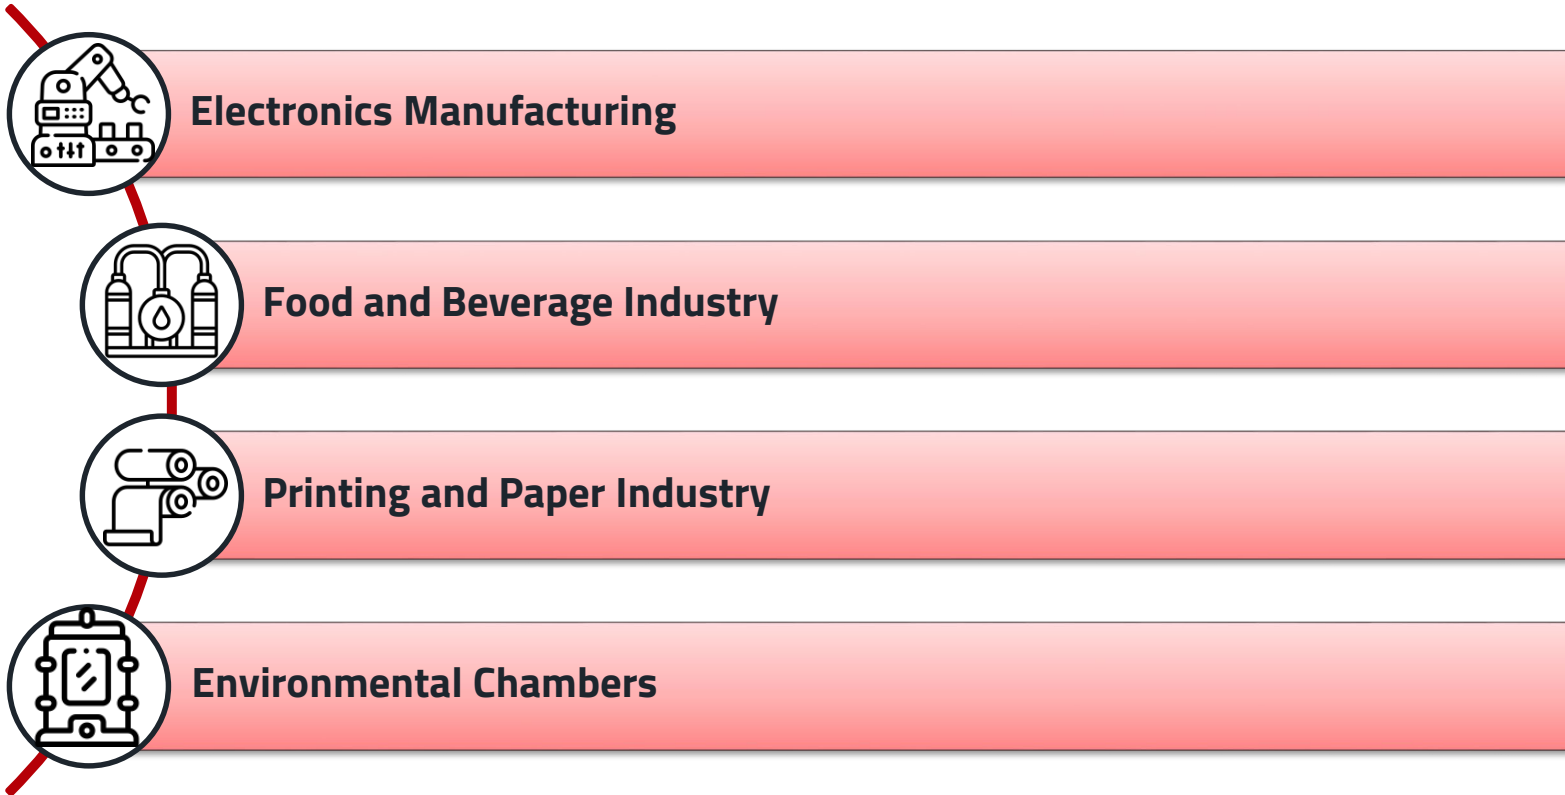 Electronics Manufacturing
Food and Beverage Industry
Printing and Paper Industry
Environmental Chambers